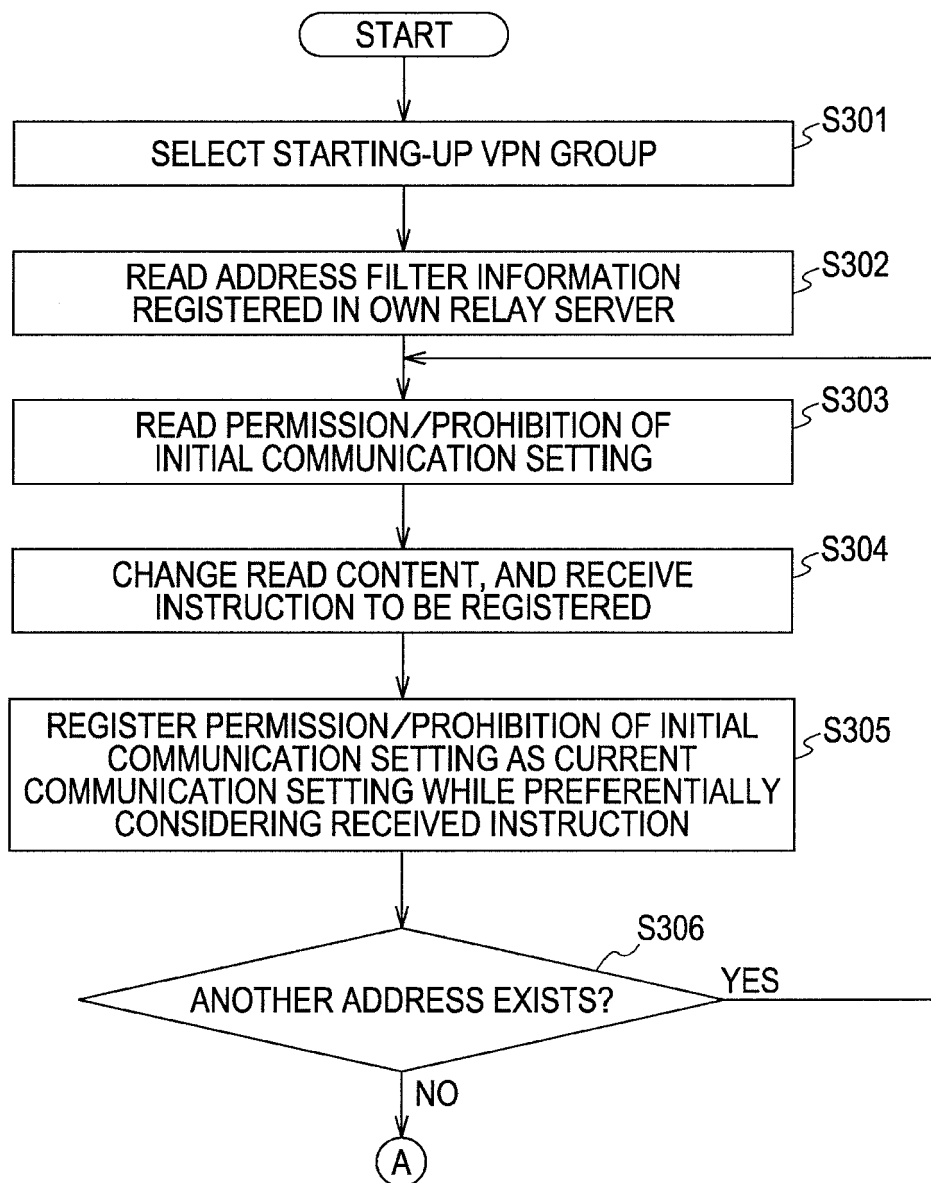 START
S301
SELECT STARTING-UP VPN GROUP
S302
READ ADDRESS FILTER INFORMATION
REGISTERED IN OWN RELAY SERVER
S303
READ PERMISSION/PROHIBITION OF
INITIAL COMMUNICATION SETTING
S304
CHANGE READ CONTENT, AND RECEIVE
INSTRUCTION TO BE REGISTERED
S305
REGISTER PERMISSION/PROHIBITION OF INITIAL
COMMUNICATION SETTING AS CURRENT
COMMUNICATION SETTING WHILE PREFERENTIALLY
CONSIDERING RECEIVED INSTRUCTION
S306
ANOTHER ADDRESS EXISTS?
YES
NO
A